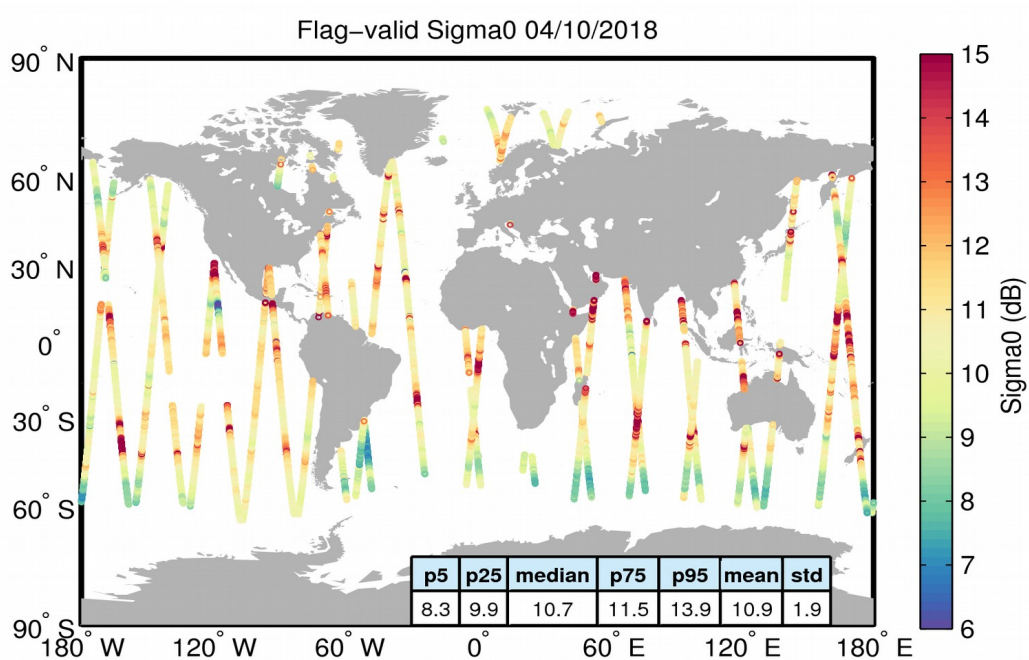 Flag−valid Sigma0 04/10/2018
90° N
60° N
30° N
0°
30° S
60° S
90° S
180° W
120° W
60° W
0°
60° E
120° E
180° E
15
14
13
12
11
10
9
8
7
6
Sigma0 (dB)
p5 p25 median p75 p95 mean std
8.3 9.9 10.7 11.5 13.9 10.9 1.9